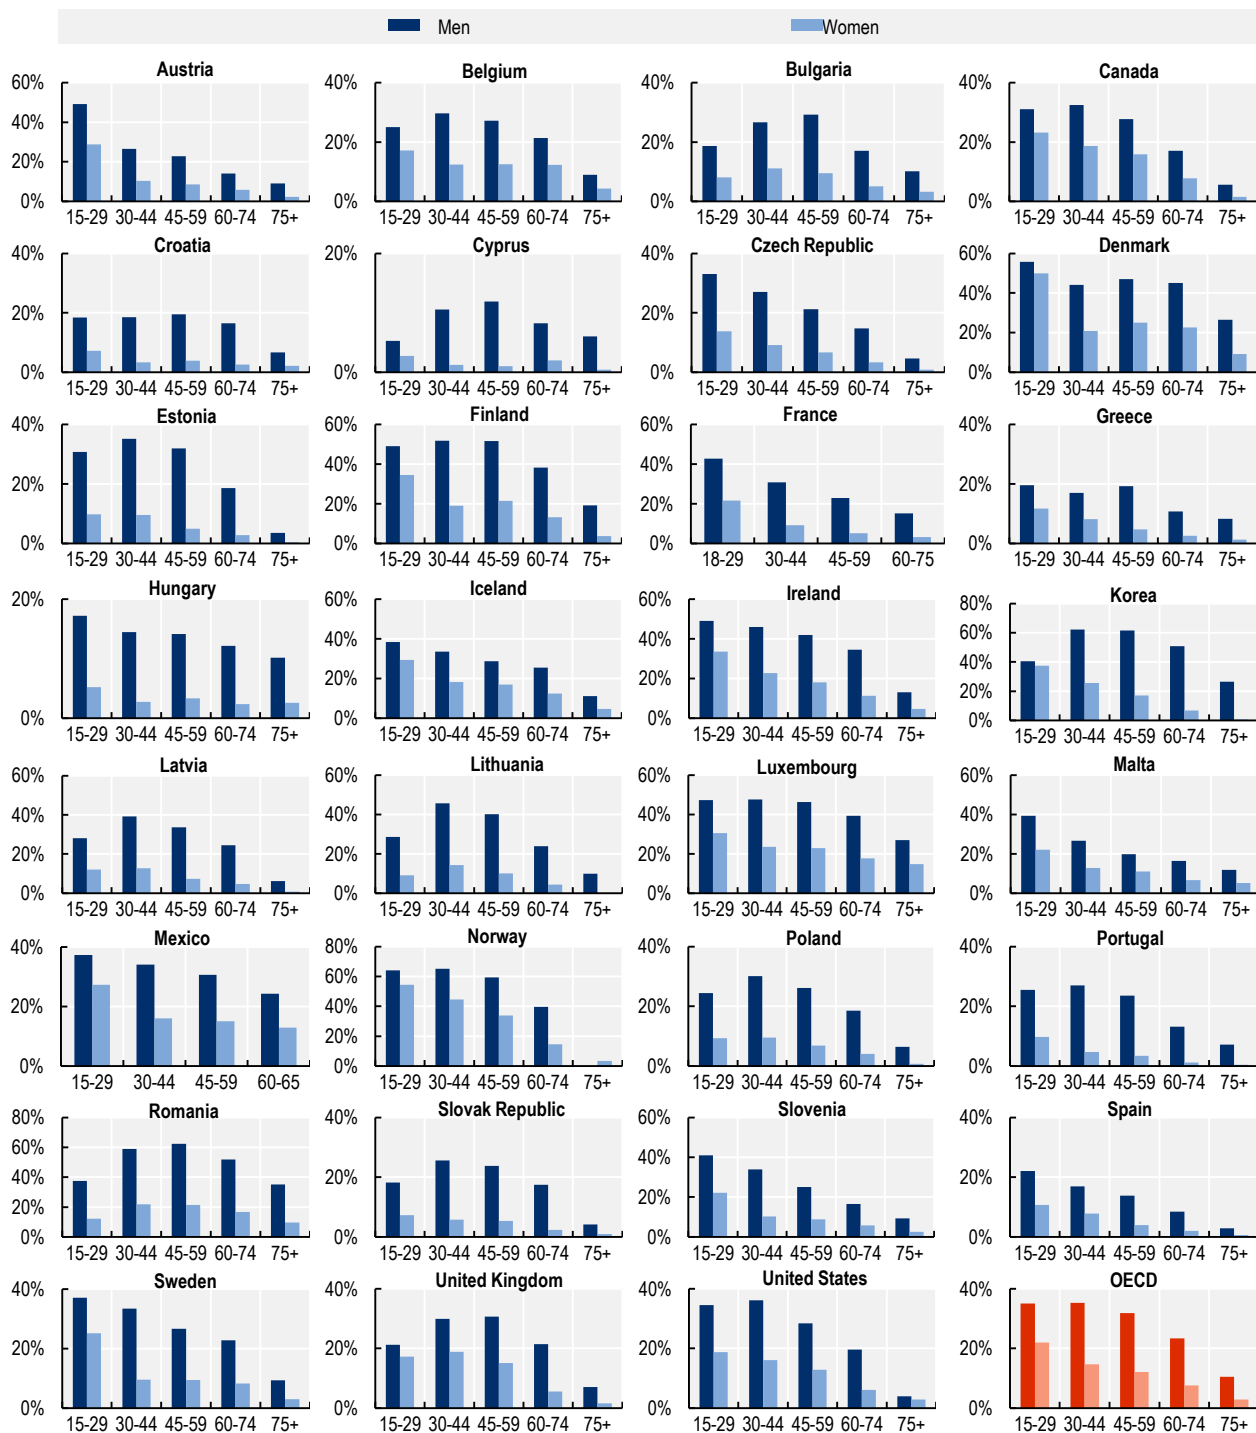 Men Women
Austria Belgium Bulgaria Canada
60% 40% 40% 40%
40%
20% 20% 20%
20%
0% 0% 0% 0%
15-29 30-44 45-59 60-74 75+ 15-29 30-44 45-59 60-74 75+ 15-29 30-44 45-59 60-74 75+ 15-29 30-44 45-59 60-74 75+
Croatia Cyprus Czech Republic Denmark
40% 20% 40% 60%
40%
20% 20%
20%
0% 0% 0% 0%
15-29 30-44 45-59 60-74 75+ 15-29 30-44 45-59 60-74 75+ 15-29 30-44 45-59 60-74 75+ 15-29 30-44 45-59 60-74 75+
Estonia Finland France Greece
40% 60% 60% 40%
40% 40%
20% 20%
20% 20%
0% 0% 0% 0%
15-29 30-44 45-59 60-74 75+ 15-29 30-44 45-59 60-74 75+ 18-29 30-44 45-59 60-75 15-29 30-44 45-59 60-74 75+
Hungary Iceland Ireland Korea
20% 60% 60% 80%
60%
40% 40%
40%
20% 20% 20%
0% 0% 0% 0%
15-29 30-44 45-59 60-74 75+ 15-29 30-44 45-59 60-74 75+ 15-29 30-44 45-59 60-74 75+ 15-29 30-44 45-59 60-74 75+
Latvia Lithuania Luxembourg Malta
60% 60% 60% 60%
40% 40% 40% 40%
20% 20% 20% 20%
0% 0% 0% 0%
15-29 30-44 45-59 60-74 75+ 15-29 30-44 45-59 60-74 75+ 15-29 30-44 45-59 60-74 75+ 15-29 30-44 45-59 60-74 75+
Mexico Norway Poland Portugal
40% 80% 40% 40%
60%
20% 40% 20% 20%
20%
0% 0% 0% 0%
15-29 30-44 45-59 60-65 15-29 30-44 45-59 60-74 75+ 15-29 30-44 45-59 60-74 75+ 15-29 30-44 45-59 60-74 75+
Romania Slovak Republic Slovenia Spain
80% 40% 60% 40%
60%
40%
40% 20% 20%
20% 20%
0% 0% 0% 0%
15-29 30-44 45-59 60-74 75+ 15-29 30-44 45-59 60-74 75+ 15-29 30-44 45-59 60-74 75+ 15-29 30-44 45-59 60-74 75+
Sweden United Kingdom United States OECD
40% 40% 40% 40%
20% 20% 20% 20%
0% 0% 0% 0%
15-29 30-44 45-59 60-74 75+ 15-29 30-44 45-59 60-74 75+ 15-29 30-44 45-59 60-74 75+ 15-29 30-44 45-59 60-74 75+